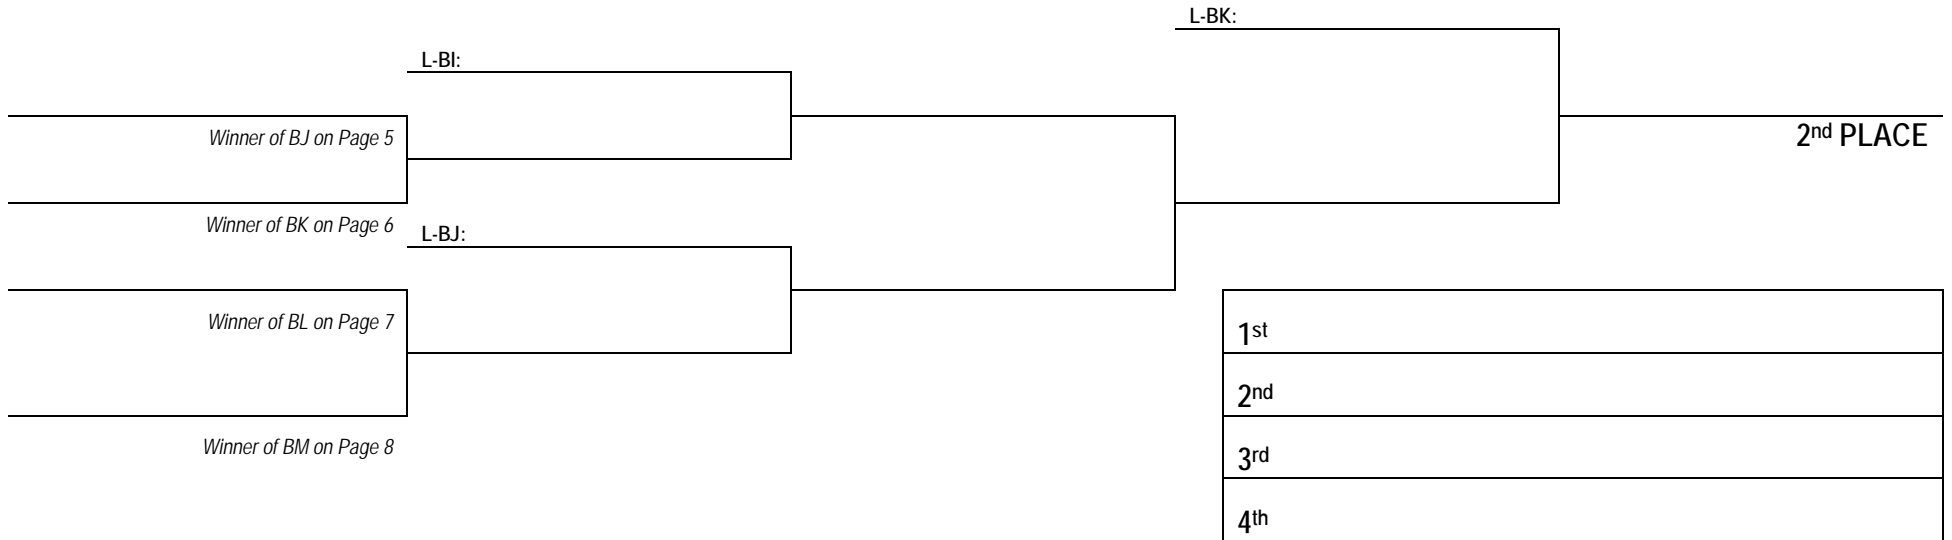 L-BK:
L-BI:
Winner of BJ on Page 5
2nd PLACE
Winner of BK on Page 6
L-BJ:
Winner of BL on Page 7
1st
2nd
Winner of BM on Page 8
3rd
4th